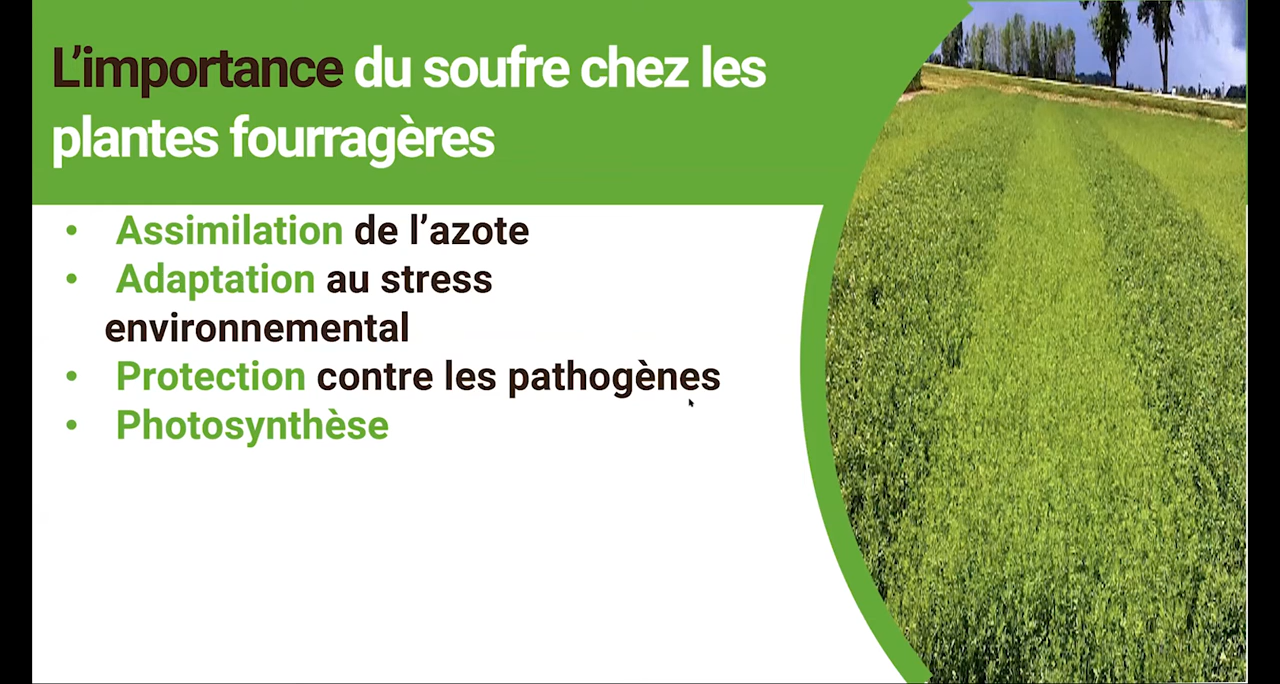 L’importance du soufre chez les
plantes fourragères
• Assimilation de l’azote
• Adaptation au stress
environnemental
• Protection contre les pathogènes
• Photosynthèse